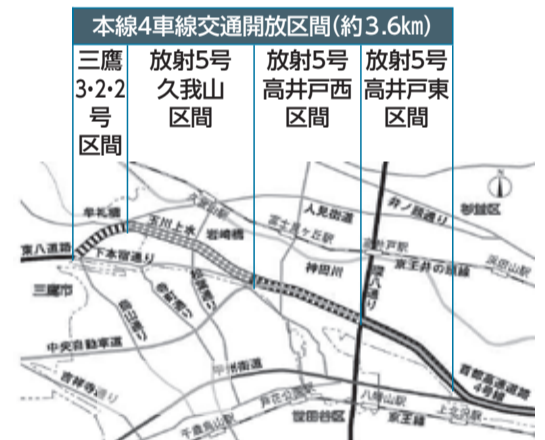 本線4車線交通開放区間(約3.6㎞)
三鷹
3・2・2
号
区間
放射5号
久我山
区間
放射5号
高井戸西
区間
放射5号
高井戸東
区間
N
牟礼橋
久我山駅
人見街道
井ノ頭通り
杉並区
玉川上水
岩崎橋
富士見ヶ丘駅
高井戸駅
東八道路
下本宿通り
神田川
環八通り
京王井の頭線
浜田山駅
三鷹市
中央自動車道
甲州街道
首都高速道路
4号線
吉祥寺通り
芦花公園駅
八幡山駅
上北沢駅
千歳烏山駅
世田谷区
京王線